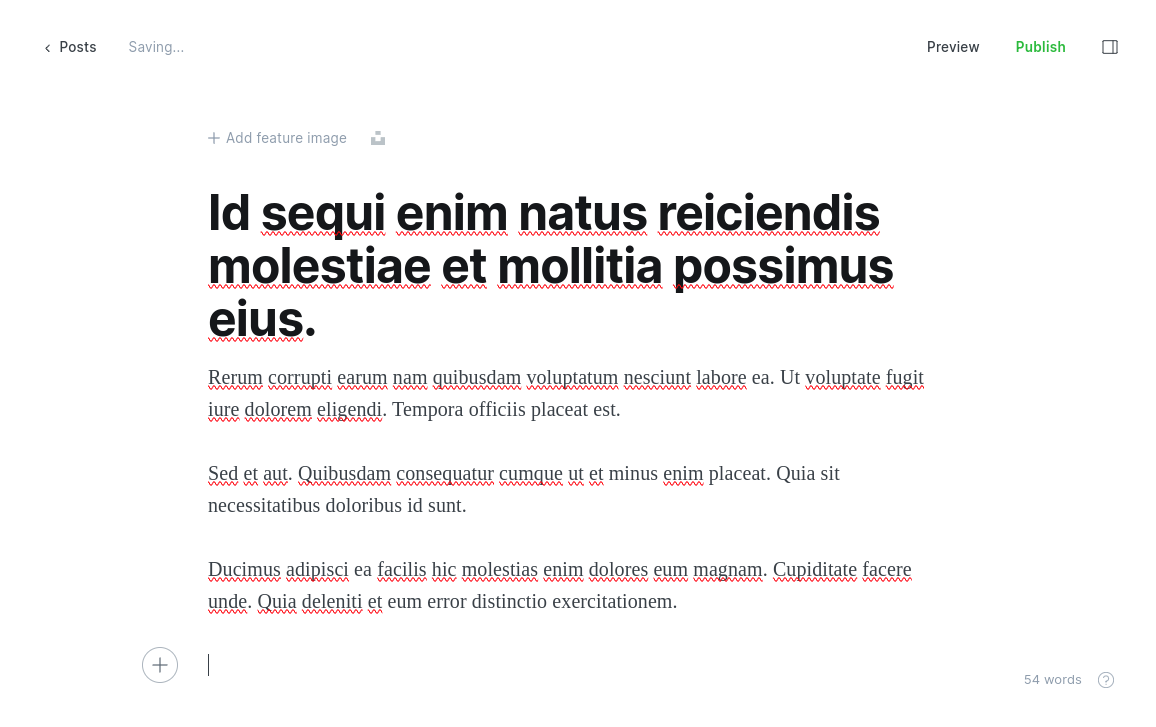 Posts
Saving...
Preview
Publish
Add feature image
Id sequi enim natus reiciendis
molestiae et mollitia possimus
eius.
Rerum corrupti earum nam quibusdam voluptatum nesciunt labore ea. Ut voluptate fugit
iure dolorem eligendi. Tempora officiis placeat est.
Sed et aut. Quibusdam consequatur cumque ut et minus enim placeat. Quia sit
necessitatibus doloribus id sunt.
Ducimus adipisci ea facilis hic molestias enim dolores eum magnam. Cupiditate facere
unde. Quia deleniti et eum error distinctio exercitationem.
54 words